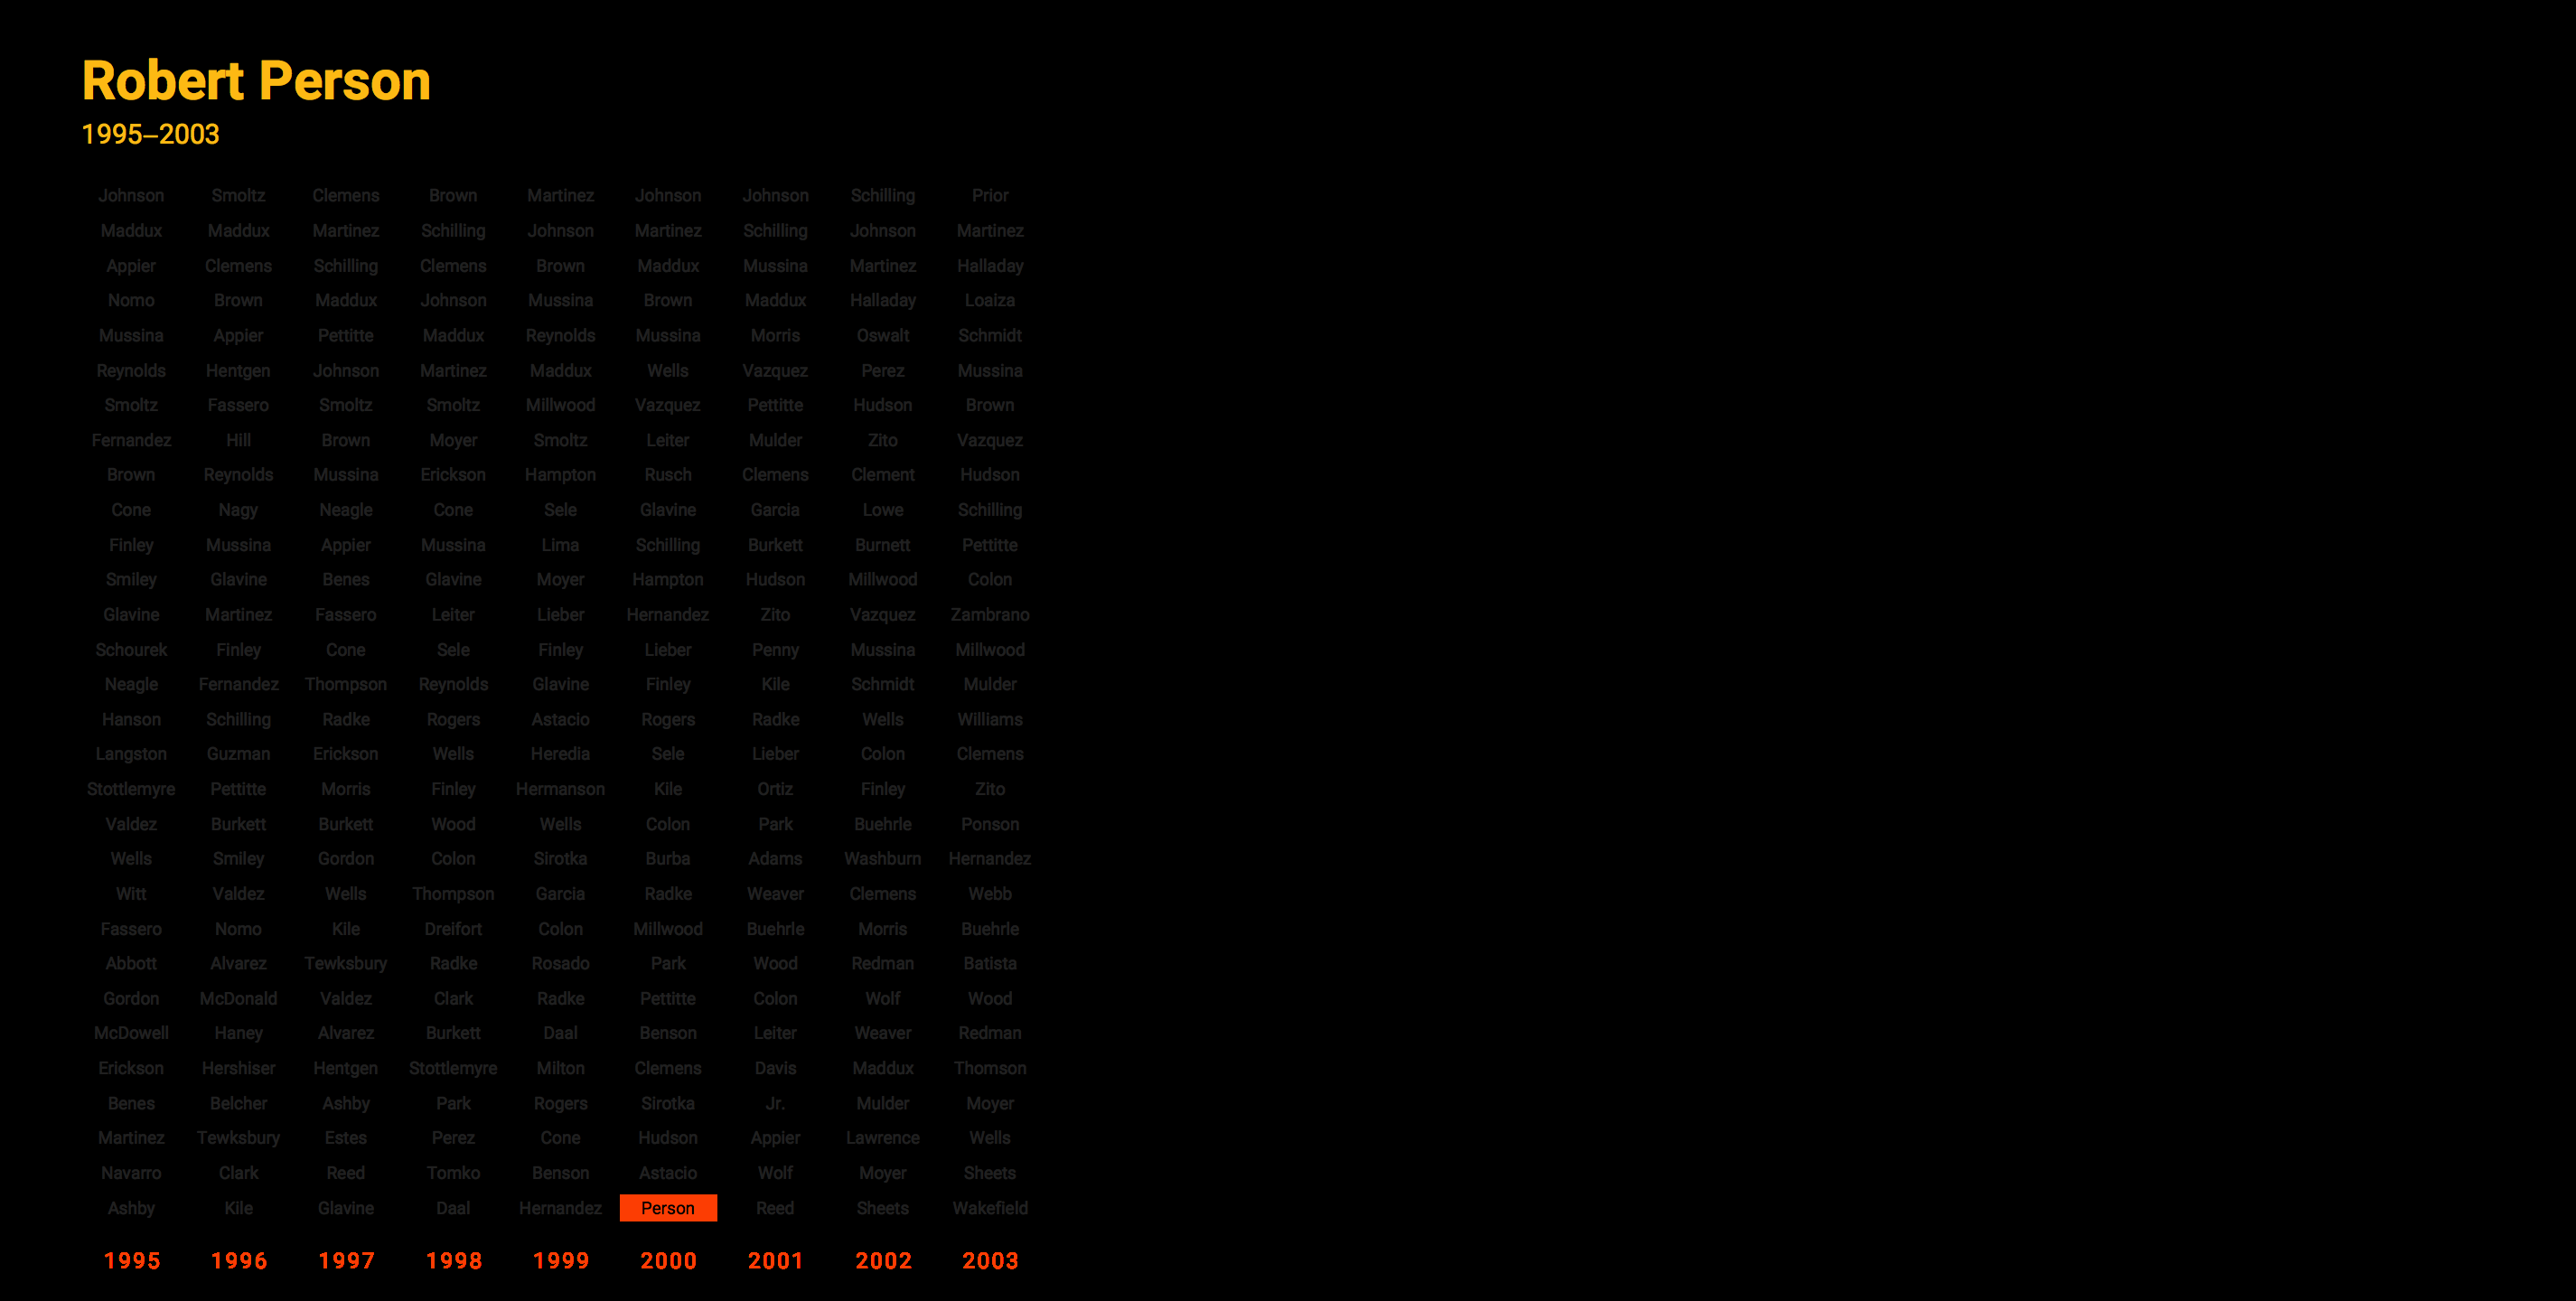 Robert Person
1995–2003
Johnson Smoltz Clemens Brown Martinez Johnson Johnson Schilling Prior
Maddux Maddux Martinez Schilling Johnson Martinez Schilling Johnson Martinez
Appier Clemens Schilling Clemens Brown Maddux Mussina Martinez Halladay
Nomo Brown Maddux Johnson Mussina Brown Maddux Halladay Loaiza
Mussina Appier Pettitte Maddux Reynolds Mussina Morris Oswalt Schmidt
Reynolds Hentgen Johnson Martinez Maddux Wells Vazquez Perez Mussina
Smoltz Fassero Smoltz Smoltz Millwood Vazquez Pettitte Hudson Brown
Fernandez Hill Brown Moyer Smoltz Leiter Mulder Zito Vazquez
Brown Reynolds Mussina Erickson Hampton Rusch Clemens Clement Hudson
Cone Nagy Neagle Cone Sele Glavine Garcia Lowe Schilling
Finley Mussina Appier Mussina Lima Schilling Burkett Burnett Pettitte
Smiley Glavine Benes Glavine Moyer Hampton Hudson Millwood Colon
Glavine Martinez Fassero Leiter Lieber Hernandez Zito Vazquez Zambrano
Schourek Finley Cone Sele Finley Lieber Penny Mussina Millwood
Neagle Fernandez Thompson Reynolds Glavine Finley Kile Schmidt Mulder
Hanson Schilling Radke Rogers Astacio Rogers Radke Wells Williams
Langston Guzman Erickson Wells Heredia Sele Lieber Colon Clemens
Stottlemyre Pettitte Morris Finley Hermanson Kile Ortiz Finley Zito
Valdez Burkett Burkett Wood Wells Colon Park Buehrle Ponson
Wells Smiley Gordon Colon Sirotka Burba Adams Washburn Hernandez
Witt Valdez Wells Thompson Garcia Radke Weaver Clemens Webb
Fassero Nomo Kile Dreifort Colon Millwood Buehrle Morris Buehrle
Abbott Alvarez Tewksbury Radke Rosado Park Wood Redman Batista
Gordon McDonald Valdez Clark Radke Pettitte Colon Wolf Wood
McDowell Haney Alvarez Burkett Daal Benson Leiter Weaver Redman
Erickson Hershiser Hentgen Stottlemyre Milton Clemens Davis Maddux Thomson
Benes Belcher Ashby Park Rogers Sirotka Jr. Mulder Moyer
Martinez Tewksbury Estes Perez Cone Hudson Appier Lawrence Wells
Navarro Clark Reed Tomko Benson Astacio Wolf Moyer Sheets
Ashby Kile Glavine Daal Hernandez Person Reed Sheets Wakefield
1995 1996 1997 1998 1999 2000 2001 2002 2003